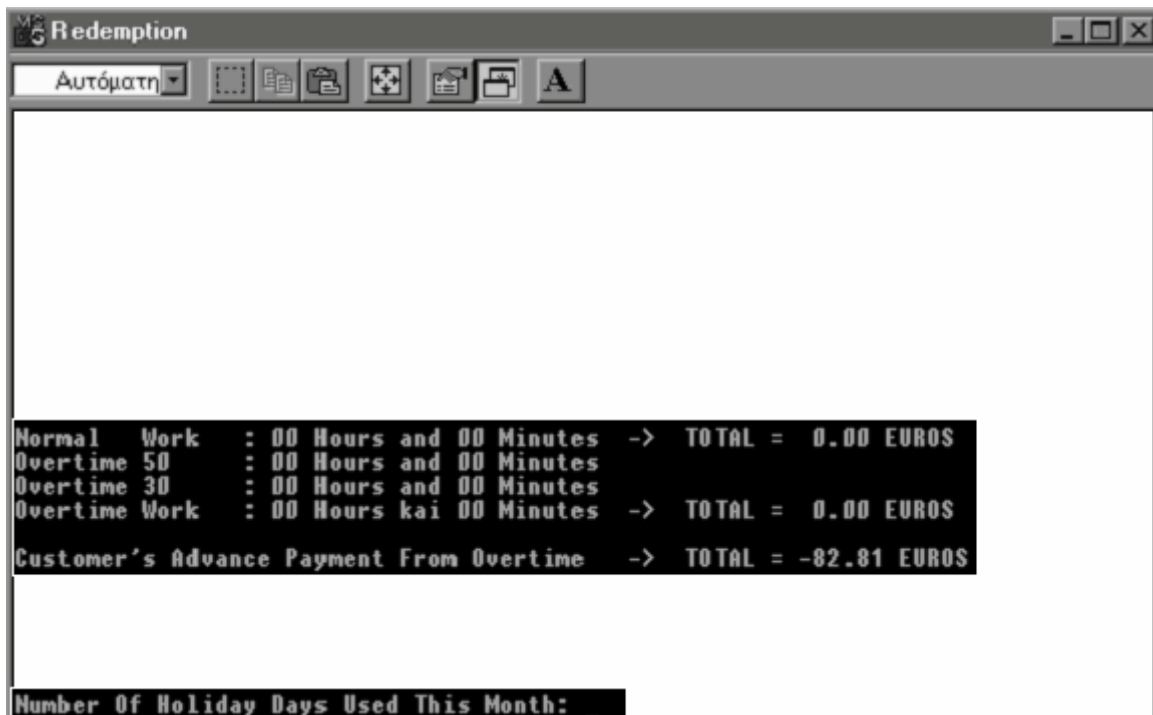 Redemption
Αυτόματη
A
Normal Work : 00 Hours and 00 Minutes -> TOTAL = 0.00 EUROS
Overtime 50 : 00 Hours and 00 Minutes
Overtime 30 : 00 Hours and 00 Minutes
Overtime Work : 00 Hours kai 00 Minutes -> TOTAL = 0.00 EUROS
Customer's Advance Payment From Overtime -> TOTAL = -82.81 EUROS
Number Of Holiday Days Used This Month: